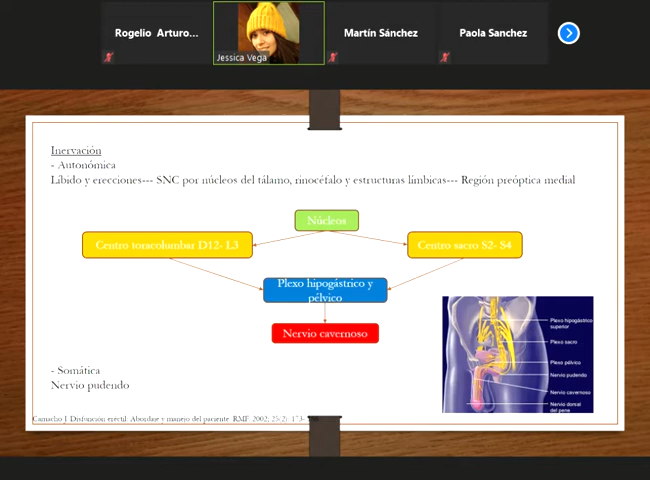 Rogelio Arturo...
Jessica Vega
Martín Sánchez
Paola Sanchez
Inervación
- Autonómica
Líbido y erecciones--- SNC por núcleos del tálamo, rinocéfalo y estructuras límbicas--- Región preóptica medial
Núcleos
Centro toracolumbar D12- L3
Centro sacro S2- S4
Plexo hipogástrico y
pélvico
Nervio cavernoso
Plexo hipogástrico
superior
Plexo sacro
Plexo pélvico
Nervio pudendo
Nervio cavernoso
Nervio dorsal
del pene
- Somática
Nervio pudendo
J. Disfunción eréctil: Abordaje y manejo del paciente. RMF 2002; 25(2): 173-